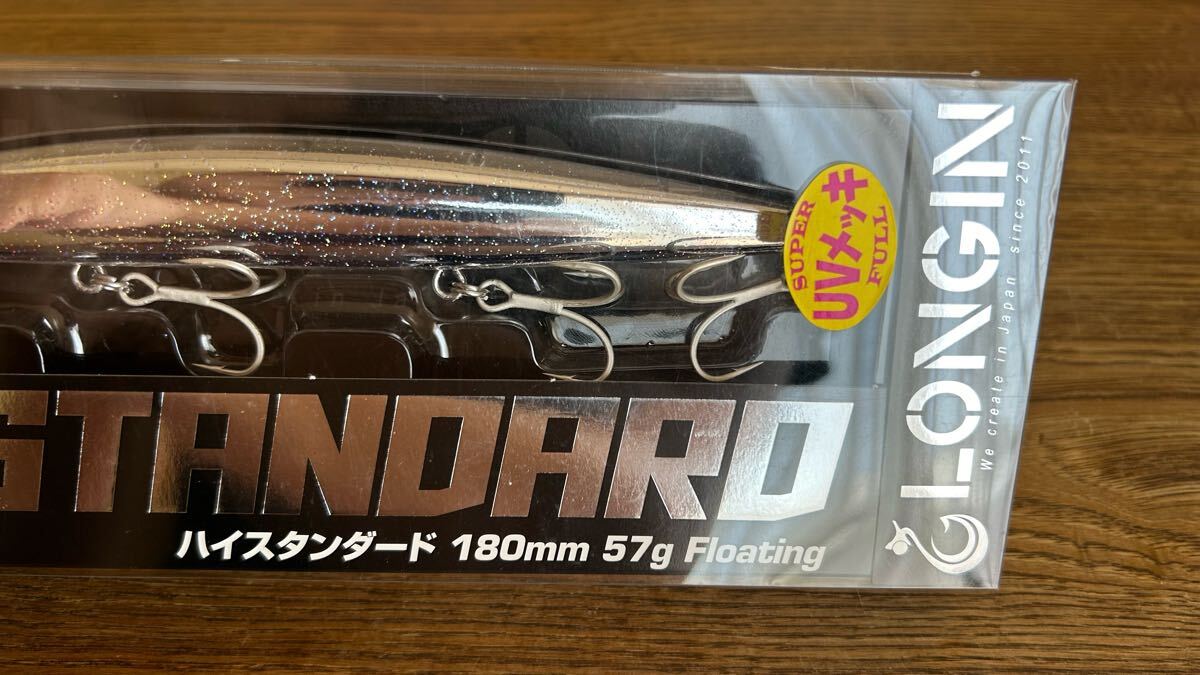 SUPER
UVメッキ
FULL
LONGIN
We create in Japan since 2011
STANDARD
ハイスタンダード 180mm 57g Floating